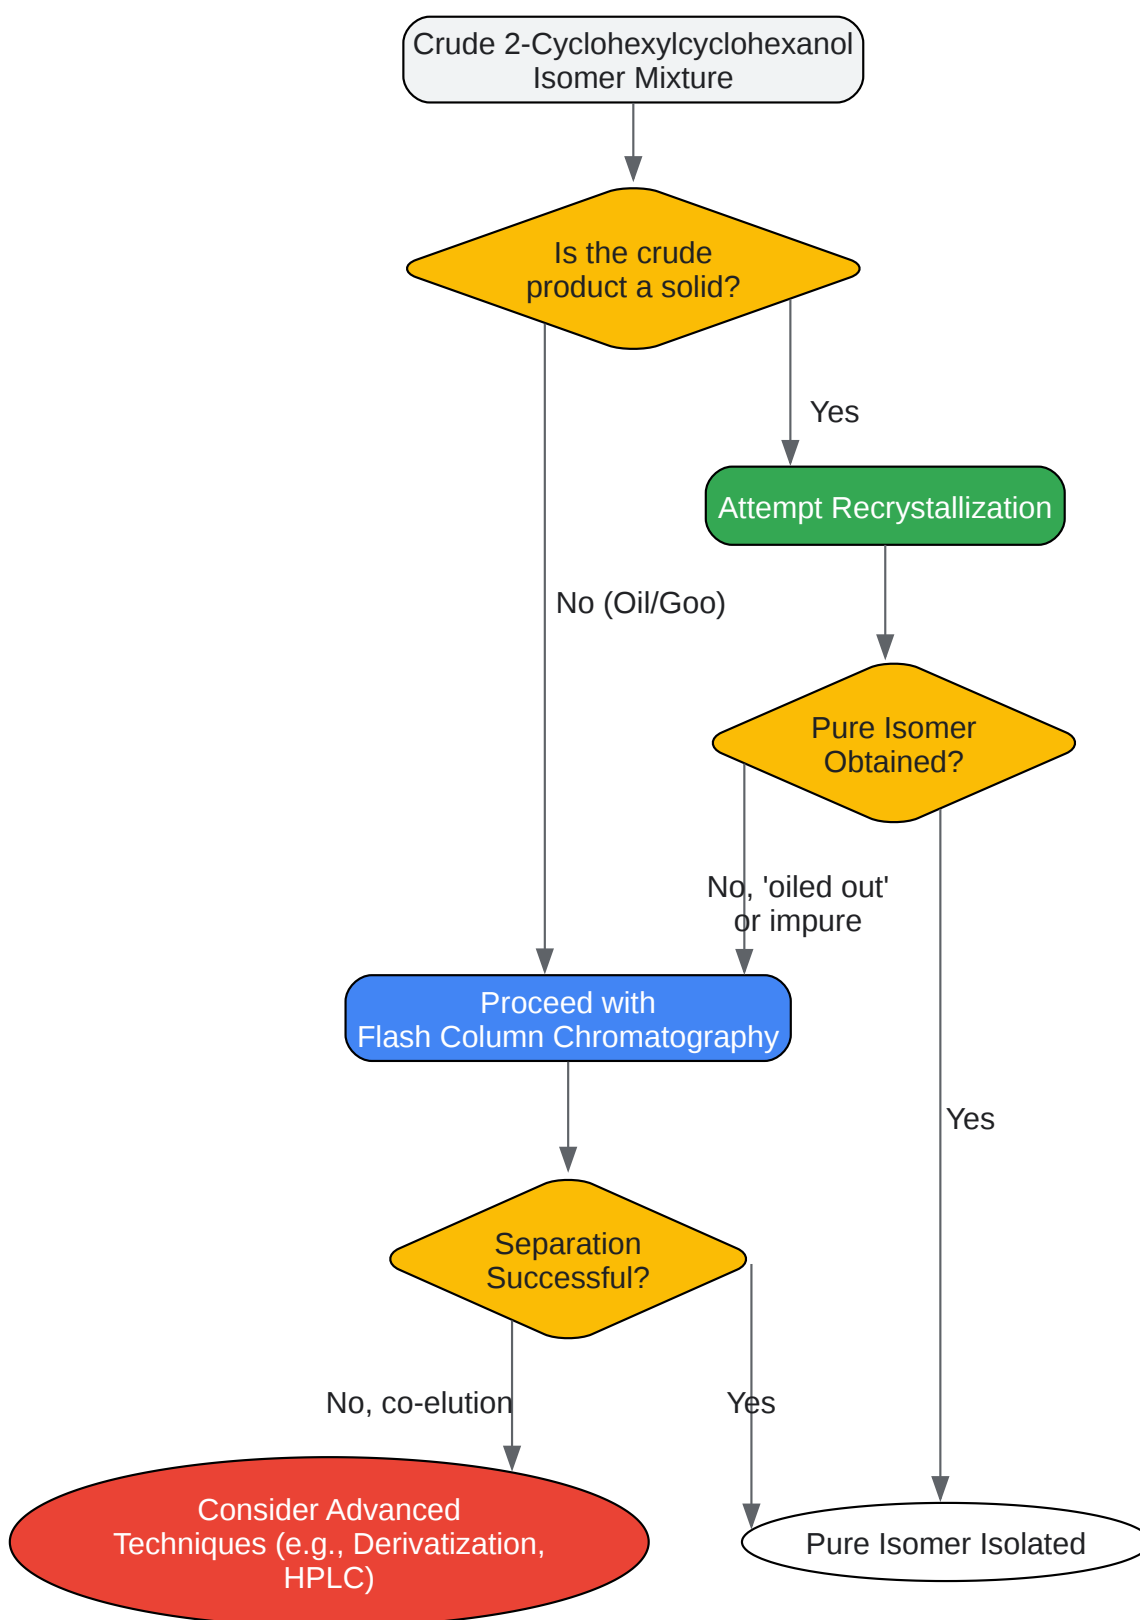 Crude 2-Cyclohexylcyclohexanol
Isomer Mixture
Is the crude
product a solid?
Yes
Attempt Recrystallization
No (Oil/Goo)
Pure Isomer
Obtained?
No, 'oiled out'
or impure
Proceed with
Flash Column Chromatography
Yes
Separation
Successful?
No, co-elution
Yes
Consider Advanced
Techniques (e.g., Derivatization,
HPLC)
Pure Isomer Isolated